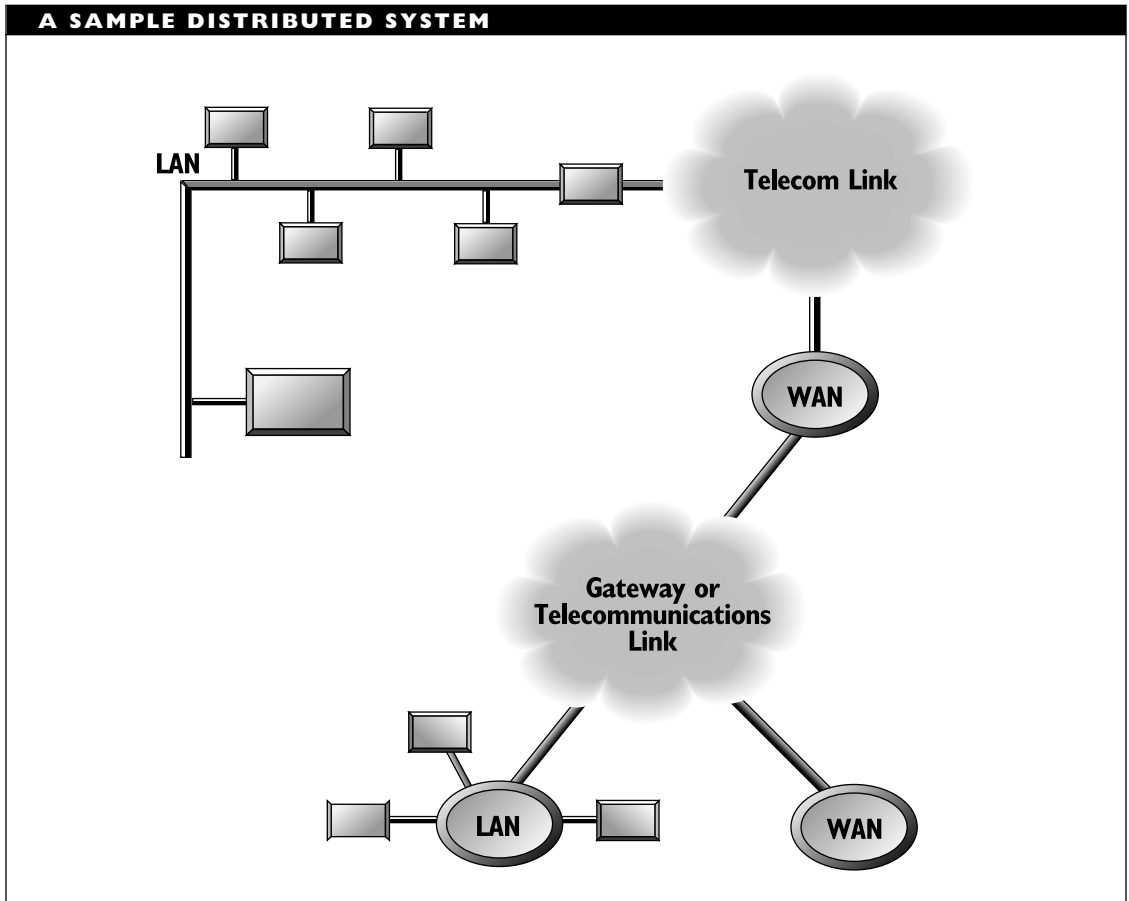 A SAMPLE DISTRIBUTED SYSTEM
LAN
Telecom Link
WAN
Gateway or
Telecommunications
Link
LAN
WAN